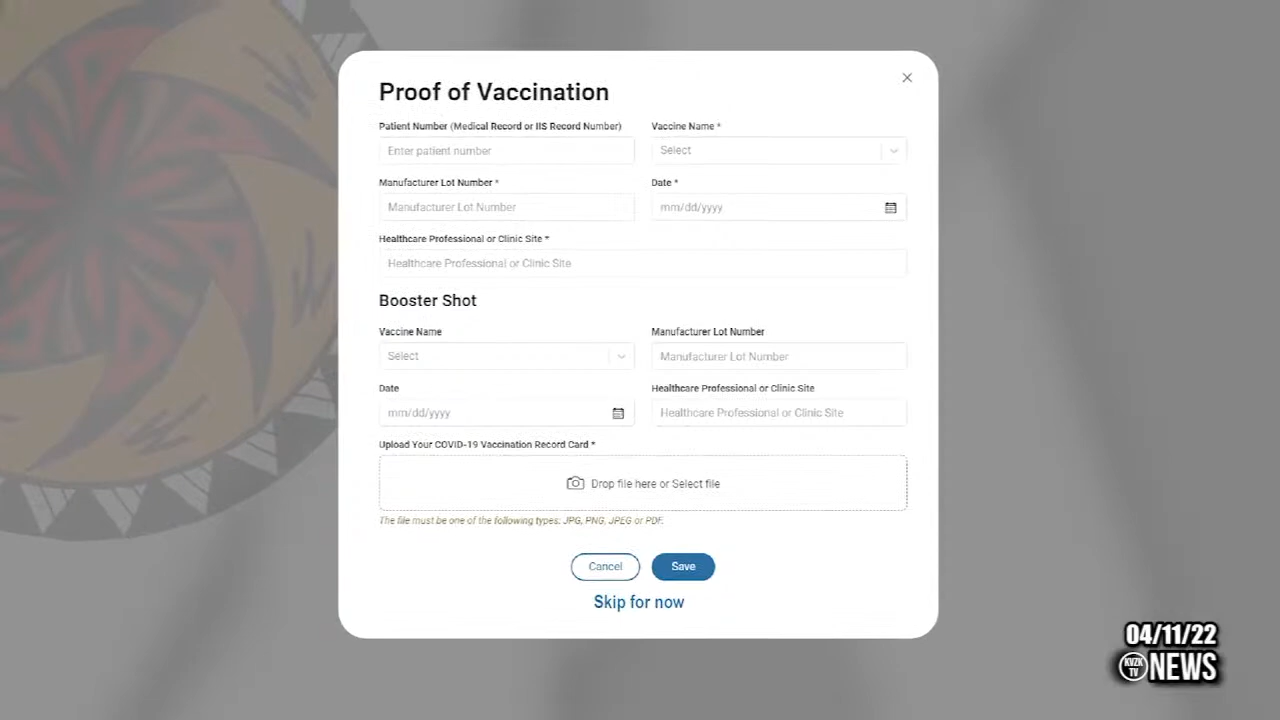 Proof of Vaccination
Patient Number (Medical Record or IIS Record Number)
Vaccine Name *
Enter patient number
Select
Manufacturer Lot Number *
Date *
Manufacturer Lot Number
mm/dd/yyyy
Healthcare Professional or Clinic Site *
Healthcare Professional or Clinic Site
Booster Shot
Vaccine Name
Manufacturer Lot Number
Select
Manufacturer Lot Number
Date
Healthcare Professional or Clinic Site
mm/dd/yyyy
Healthcare Professional or Clinic Site
Upload Your COVID-19 Vaccination Record Card *
Drop file here or Select file
The file must be one of the following types: JPG, PNG, JPEG or PDF.
Cancel
Save
Skip for now
04/11/22
KVZK
TV
NEWS